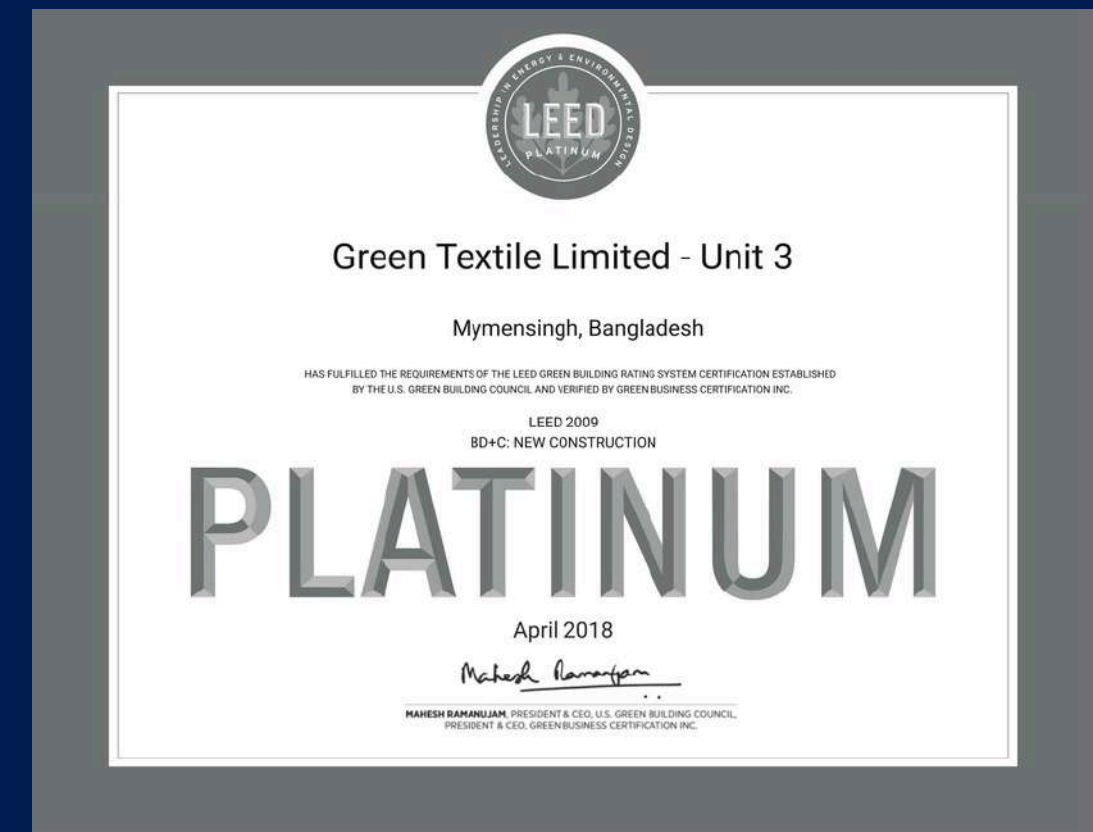 LEADERSHIP IN ENERGY & ENVIRONMENTAL DESIGN
LEED
PLATINUM
Green Textile Limited - Unit 3
Mymensingh, Bangladesh
HAS FULFILLED THE REQUIREMENTS OF THE LEED GREEN BUILDING RATING SYSTEM CERTIFICATION ESTABLISHED
BY THE U.S. GREEN BUILDING COUNCIL AND VERIFIED BY GREEN BUSINESS CERTIFICATION INC.
LEED 2009
BD+C: NEW CONSTRUCTION
PLATINUM
April 2018
Mahesh Ramanujam
MAHESH RAMANUJAM, PRESIDENT & CEO, U.S. GREEN BUILDING COUNCIL,
PRESIDENT & CEO, GREEN BUSINESS CERTIFICATION INC.